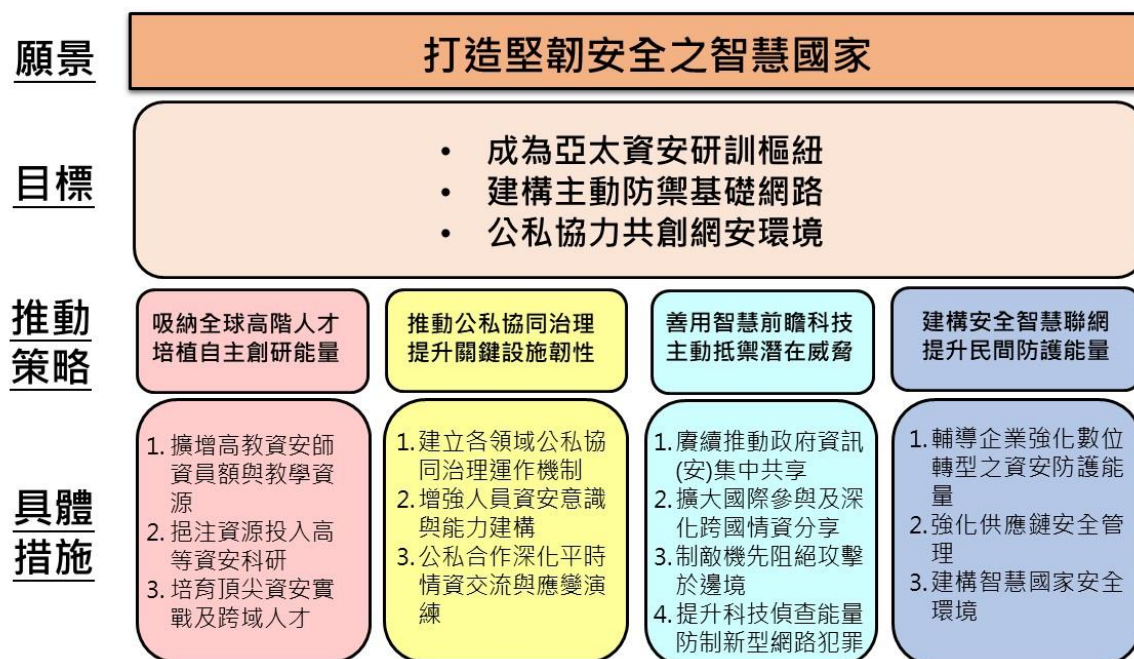 願景
打造堅韌安全之智慧國家
目標
• 成為亞太資安研訓樞紐
• 建構主動防禦基礎網路
• 公私協力共創網安環境
推動
策略
吸納全球高階人才
培植自主創研能量
推動公私協同治理
提升關鍵設施韌性
善用智慧前瞻科技
主動抵禦潛在威脅
建構安全智慧聯網
提升民間防護能量
具體
措施
1. 擴增高教資安師
資員額與教學資
源
2. 挹注資源投入高
等資安科研
3. 培育頂尖資安實
戰及跨域人才
1. 建立各領域公私協
同治理運作機制
2. 增強人員資安意識
與能力建構
3. 公私合作深化平時
情資交流與應變演
練
1. 賡續推動政府資訊
(安)集中共享
2. 擴大國際參與及深
化跨國情資分享
3. 制敵機先阻絕攻擊
於邊境
4. 提升科技偵查能量
防制新型網路犯罪
1. 輔導企業強化數位
轉型之資安防護能
量
2. 強化供應鏈安全管
理
3. 建構智慧國家安全
環境